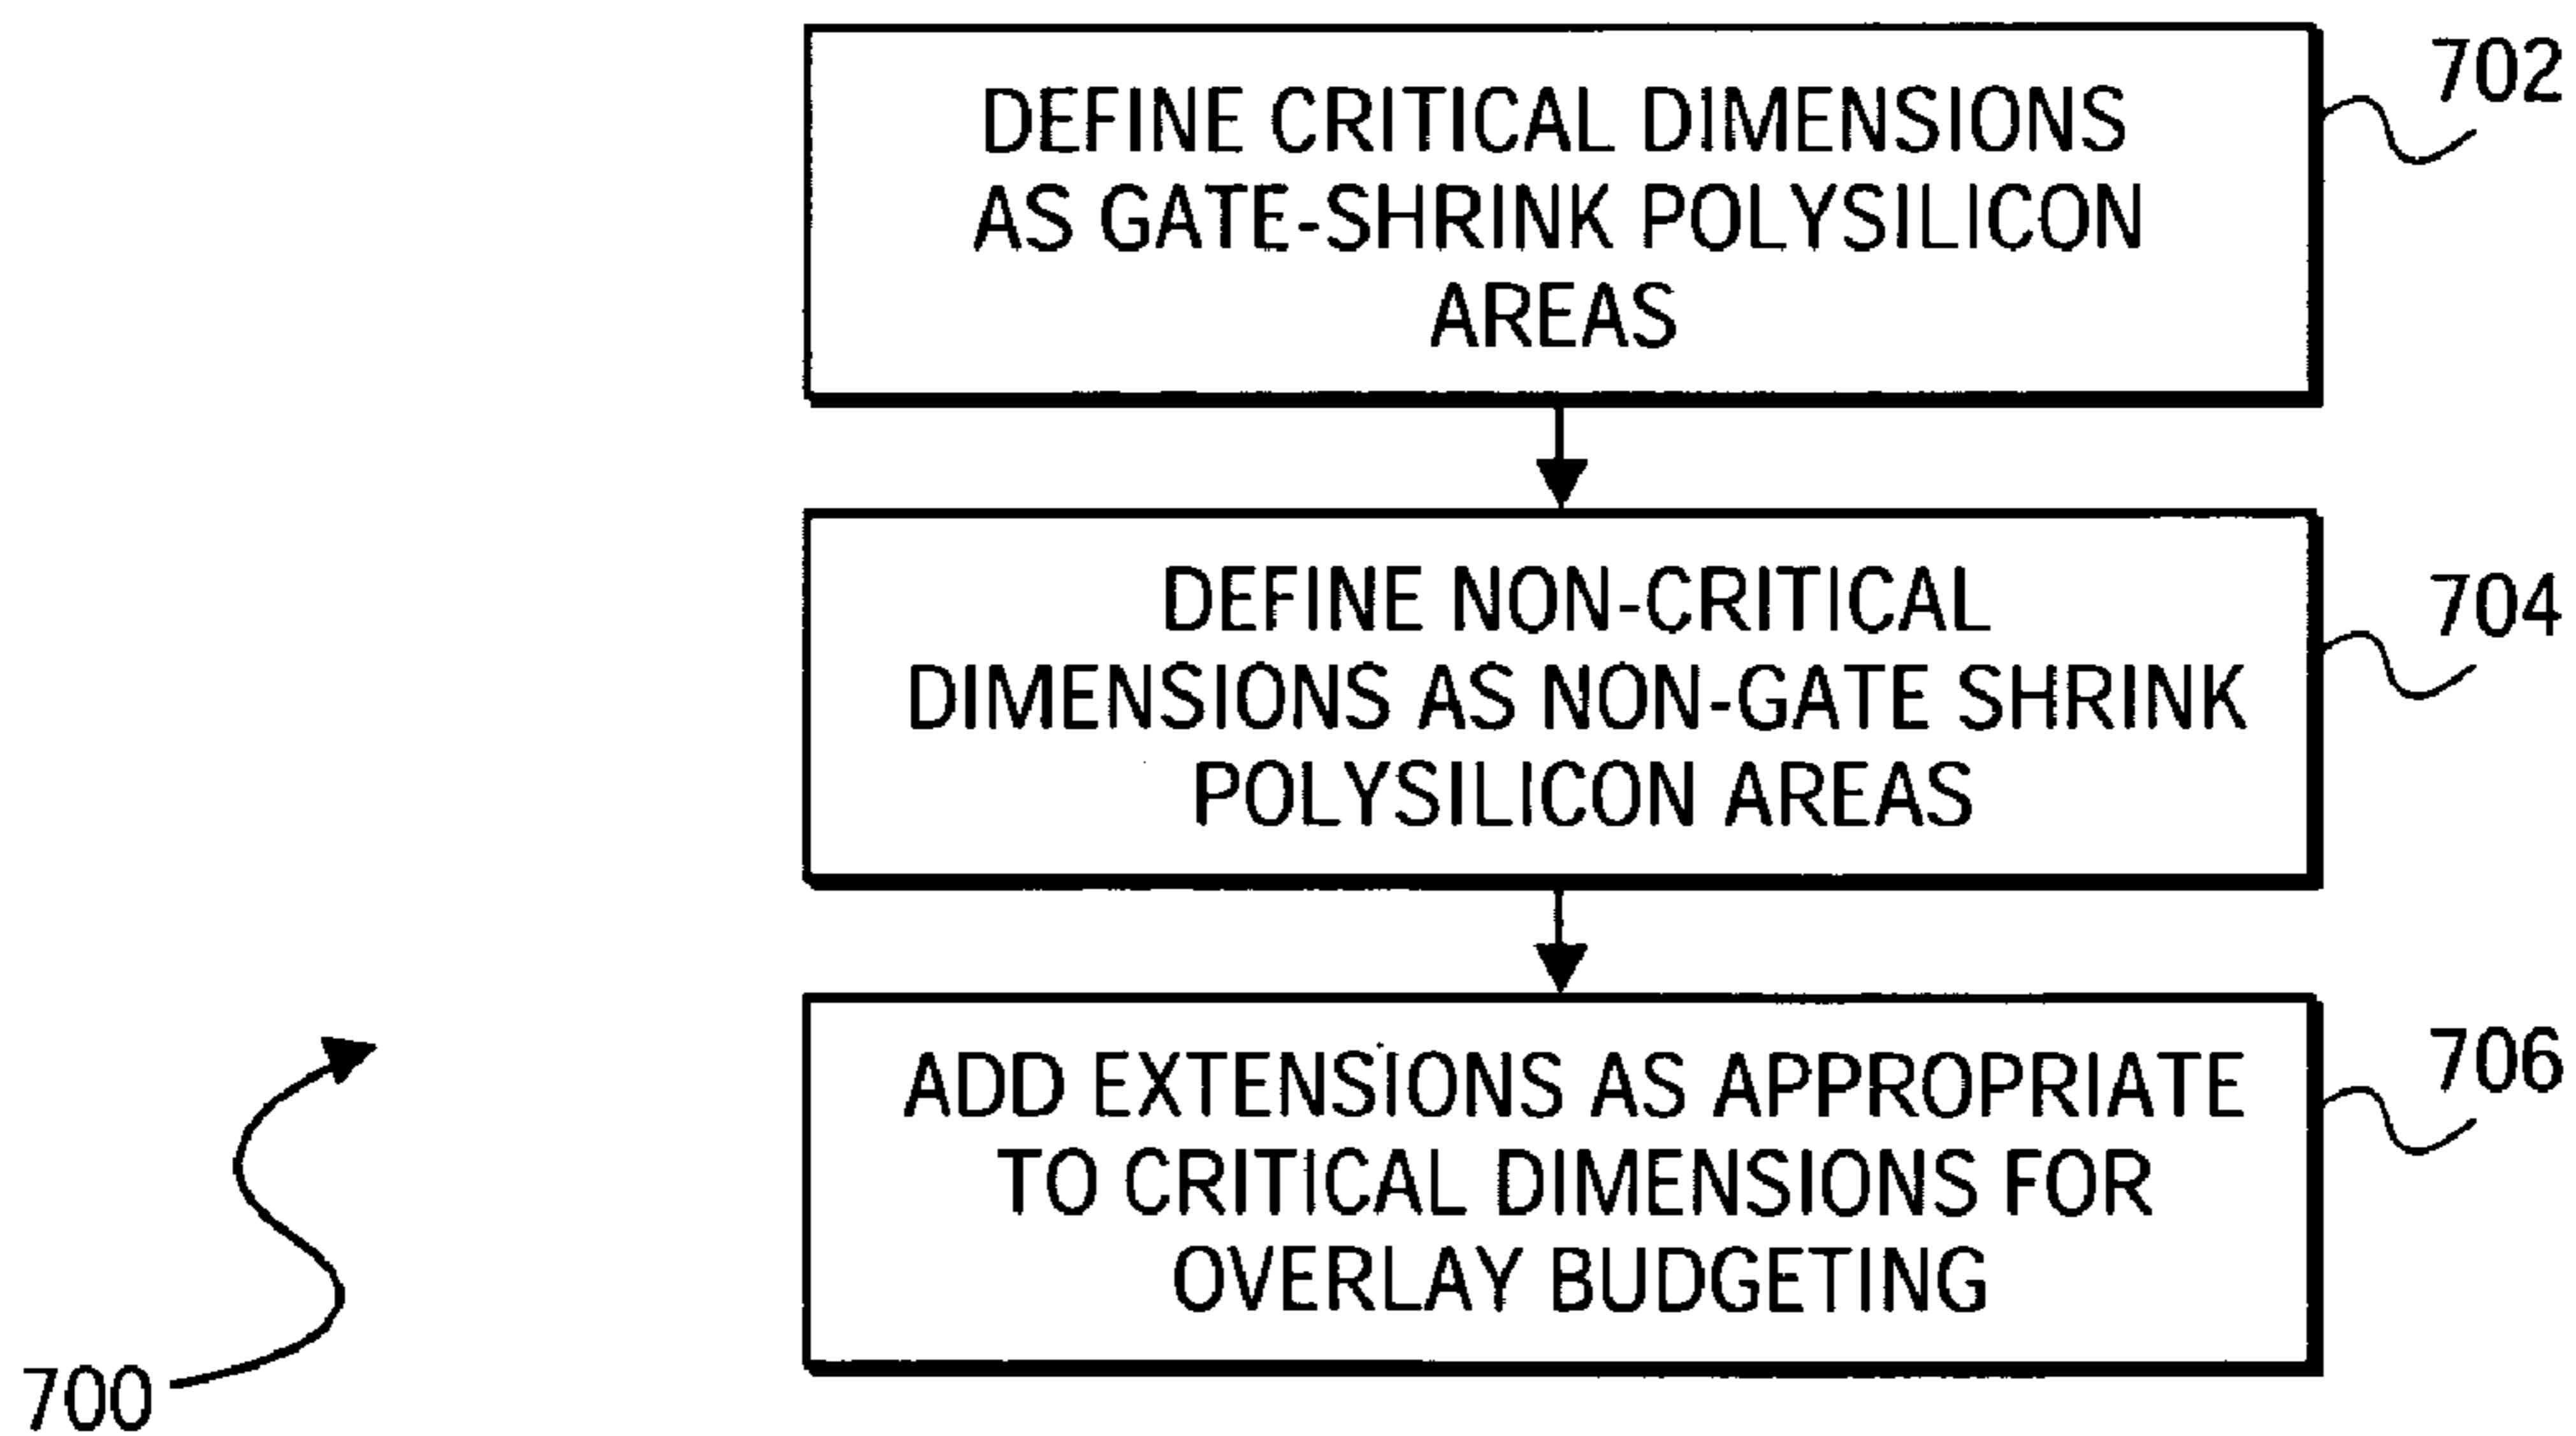 702
DEFINE CRITICAL DIMENSIONS
AS GATE-SHRINK POLYSILICON
AREAS
704
DEFINE NON-CRITICAL
DIMENSIONS AS NON-GATE SHRINK
POLYSILICON AREAS
706
ADD EXTENSIONS AS APPROPRIATE
TO CRITICAL DIMENSIONS FOR
OVERLAY BUDGETING
700